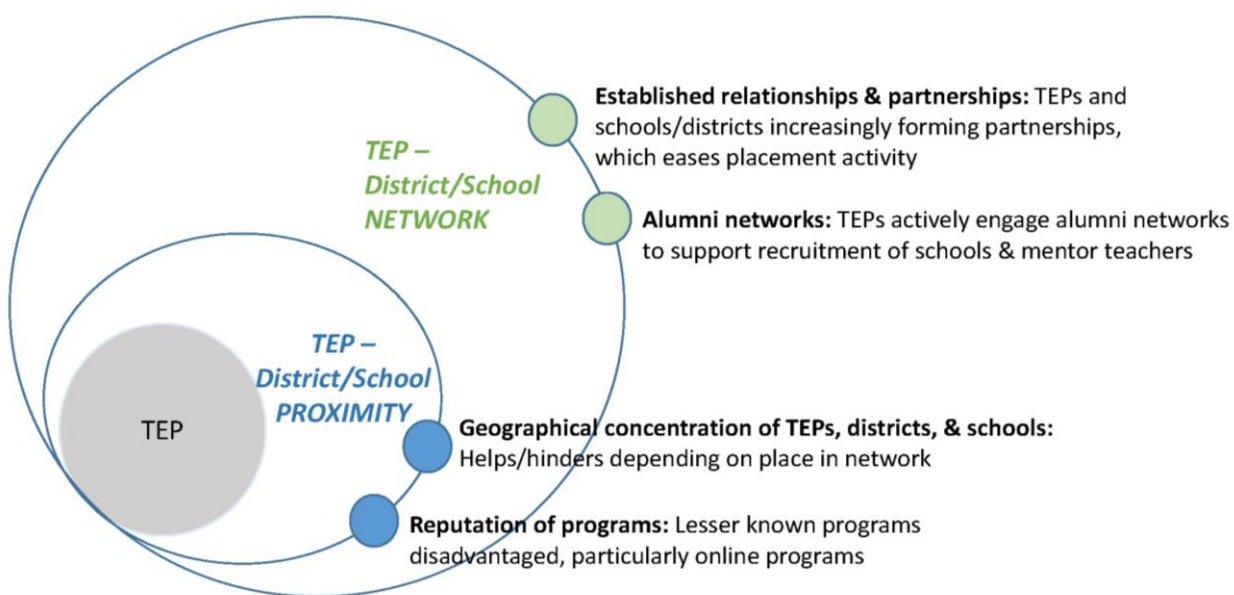 Established relationships & partnerships: TEPs and
schools/districts increasingly forming partnerships,
which eases placement activity
TEP –
District/School
NETWORK
Alumni networks: TEPs actively engage alumni networks
to support recruitment of schools & mentor teachers
TEP –
District/School
PROXIMITY
TEP
Geographical concentration of TEPs, districts, & schools:
Helps/hinders depending on place in network
Reputation of programs: Lesser known programs
disadvantaged, particularly online programs